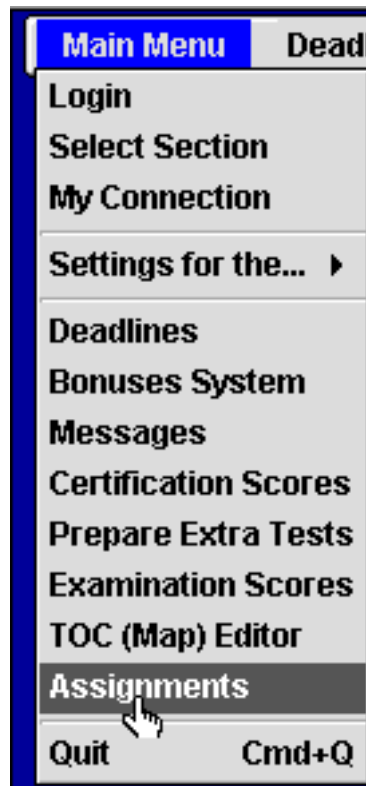 Main Menu Dead
Login
Select Section
My Connection
Settings for the...
Deadlines
Bonuses System
Messages
Certification Scores
Prepare Extra Tests
Examination Scores
TOC (Map) Editor
Assignments
Quit Cmd+Q